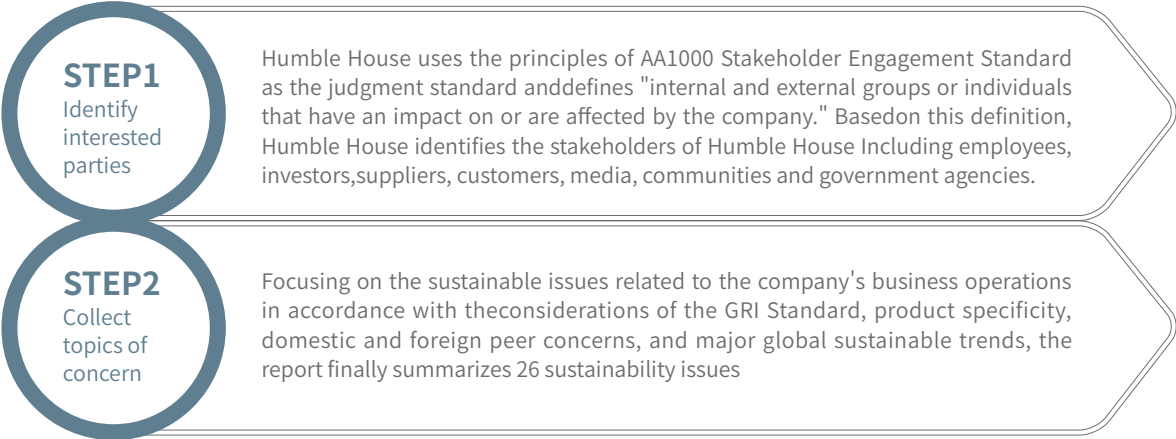 STEP1
Identify
interested
parties
Humble House uses the principles of AA1000 Stakeholder Engagement Standard
as the judgment standard anddefines "internal and external groups or individuals
that have an impact on or are affected by the company." Basedon this definition,
Humble House identifies the stakeholders of Humble House Including employees,
investors,suppliers, customers, media, communities and government agencies.
STEP2
Collect
topics of
concern
Focusing on the sustainable issues related to the company's business operations
in accordance with theconsiderations of the GRI Standard, product specificity,
domestic and foreign peer concerns, and major global sustainable trends, the
report finally summarizes 26 sustainability issues